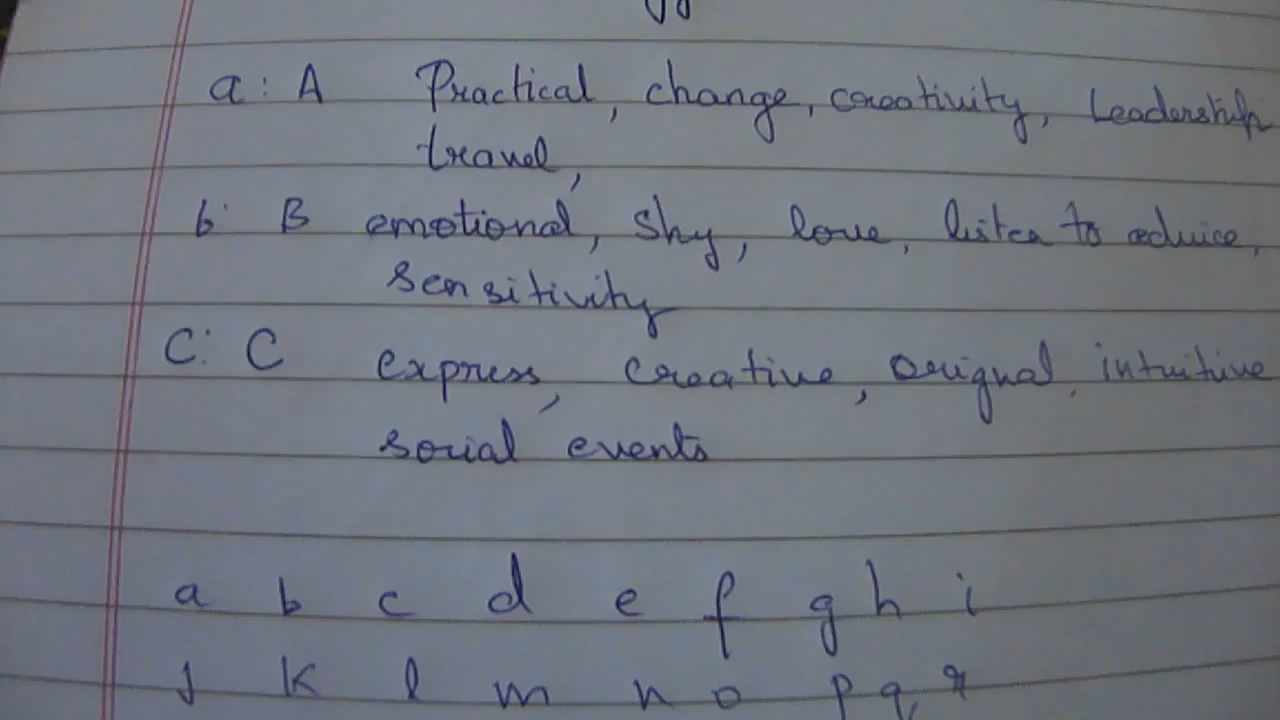 a: A Practical, change, creativity, Leadership
travel,
b: B emotional, shy, love, listen to advice,
sensitivity
C: C express, creative, original, intuitive
social events
a b c d e f g h i
j k l m n o p q, r